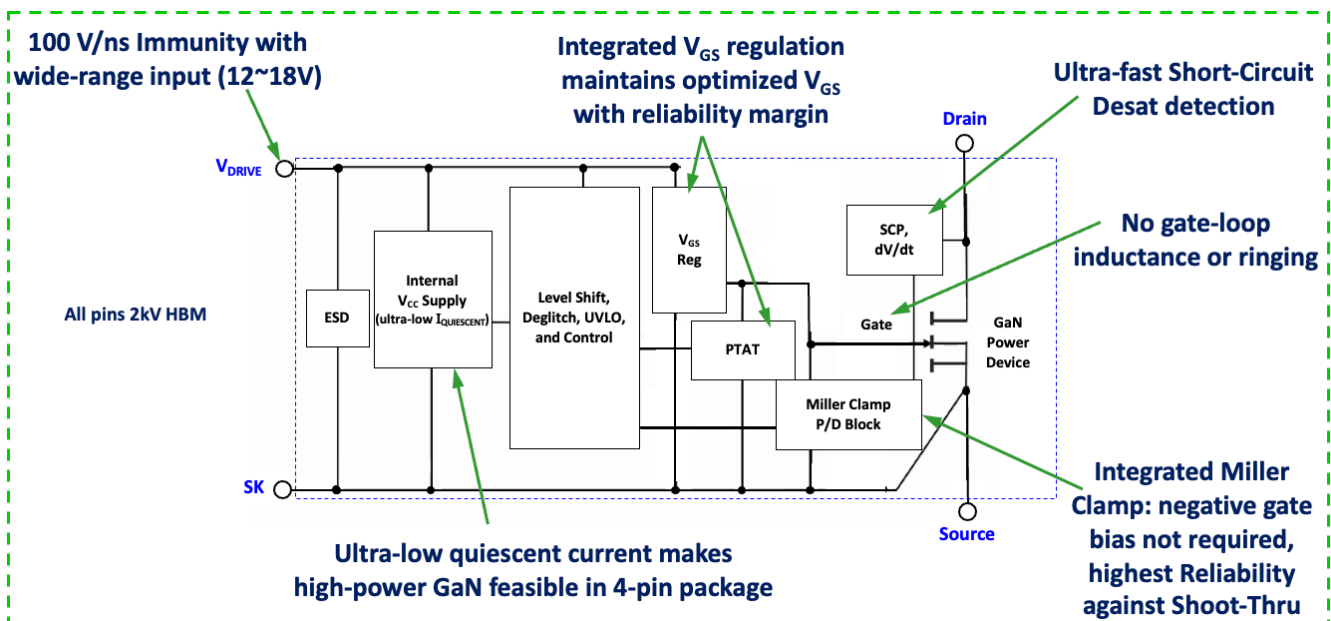 100 V/ns Immunity with
wide-range input (12~18V)
Integrated VGS regulation
maintains optimized VGS
with reliability margin
Ultra-fast Short-Circuit
Desat detection
Drain
VDRIVE
No gate-loop
inductance or ringing
SCP,
dV/dt
VGS
Reg
Internal
VCC Supply
(ultra-low IQUIESCENT)
Level Shift,
Deglitch, UVLO,
and Control
All pins 2kV HBM
ESD
PTAT
Gate
GaN
Power
Device
Miller Clamp
P/D Block
SK
Source
Integrated Miller
Clamp: negative gate
bias not required,
highest Reliability
against Shoot-Thru
Ultra-low quiescent current makes
high-power GaN feasible in 4-pin package